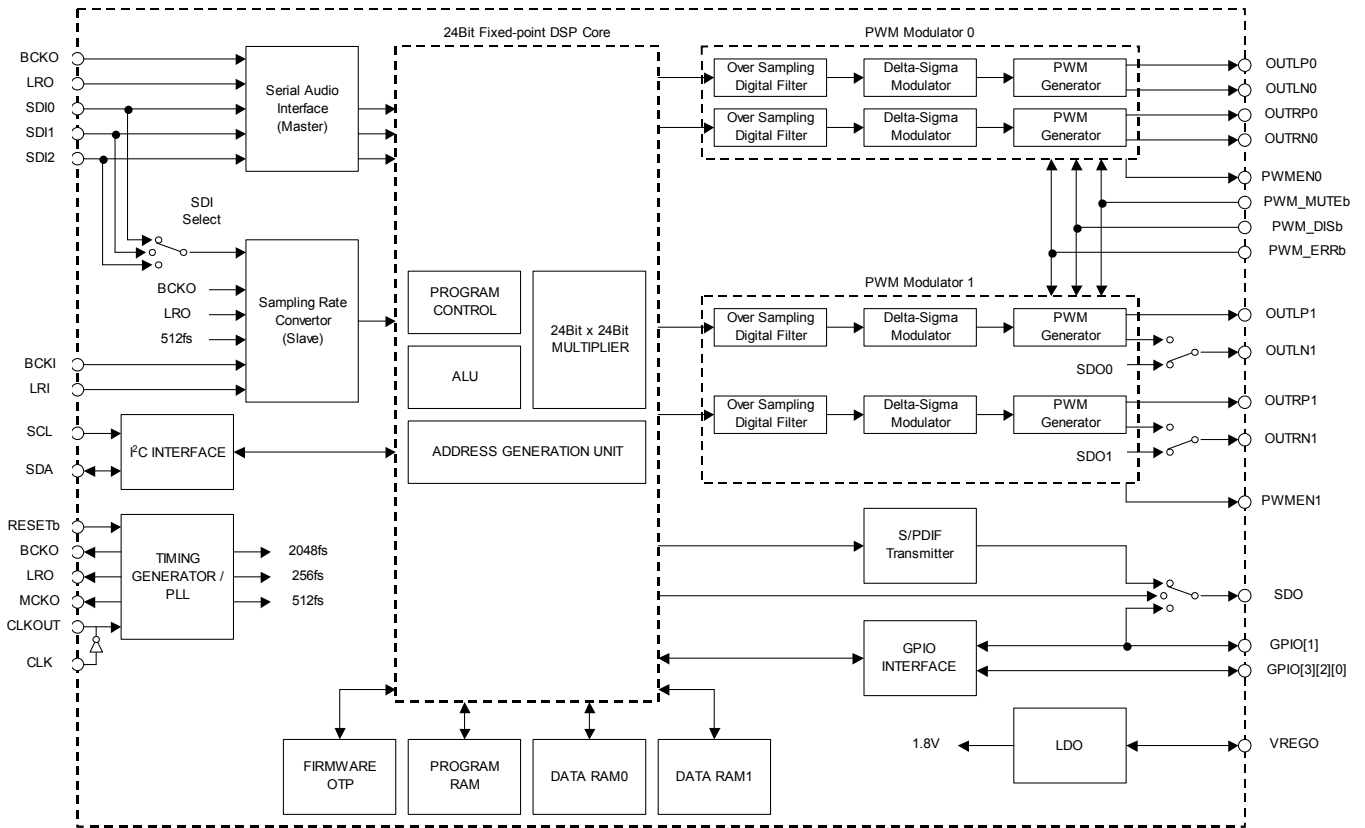 24Bit Fixed-point DSP Core
PWM Modulator 0
BCKO
LRO
SDI0
SDI1
SDI2
Serial Audio
Interface
(Master)
Over Sampling
Digital Filter
Delta-Sigma
Modulator
PWM
Generator
Over Sampling
Digital Filter
Delta-Sigma
Modulator
PWM
Generator
OUTLP0
OUTLN0
OUTRP0
OUTRN0
PWMEN0
PWM_MUTEb
PWM_DISb
PWM_ERRb
SDI
Select
BCKO
LRO
512fs
Sampling Rate
Convertor
(Slave)
BCKI
LRI
PROGRAM
CONTROL
ALU
24Bit x 24Bit
MULTIPLIER
ADDRESS GENERATION UNIT
PWM Modulator 1
Over Sampling
Digital Filter
Delta-Sigma
Modulator
PWM
Generator
SDO0
Over Sampling
Digital Filter
Delta-Sigma
Modulator
PWM
Generator
SDO1
OUTLP1
OUTLN1
OUTRP1
OUTRN1
PWMEN1
SCL
SDA
I²C INTERFACE
RESETb
BCKO
LRO
MCKO
CLKOUT
CLK
TIMING
GENERATOR /
PLL
2048fs
256fs
512fs
S/PDIF
Transmitter
SDO
GPIO
INTERFACE
GPIO[1]
GPIO[3][2][0]
1.8V
LDO
VREGO
FIRMWARE
OTP
PROGRAM
RAM
DATA RAM0
DATA RAM1